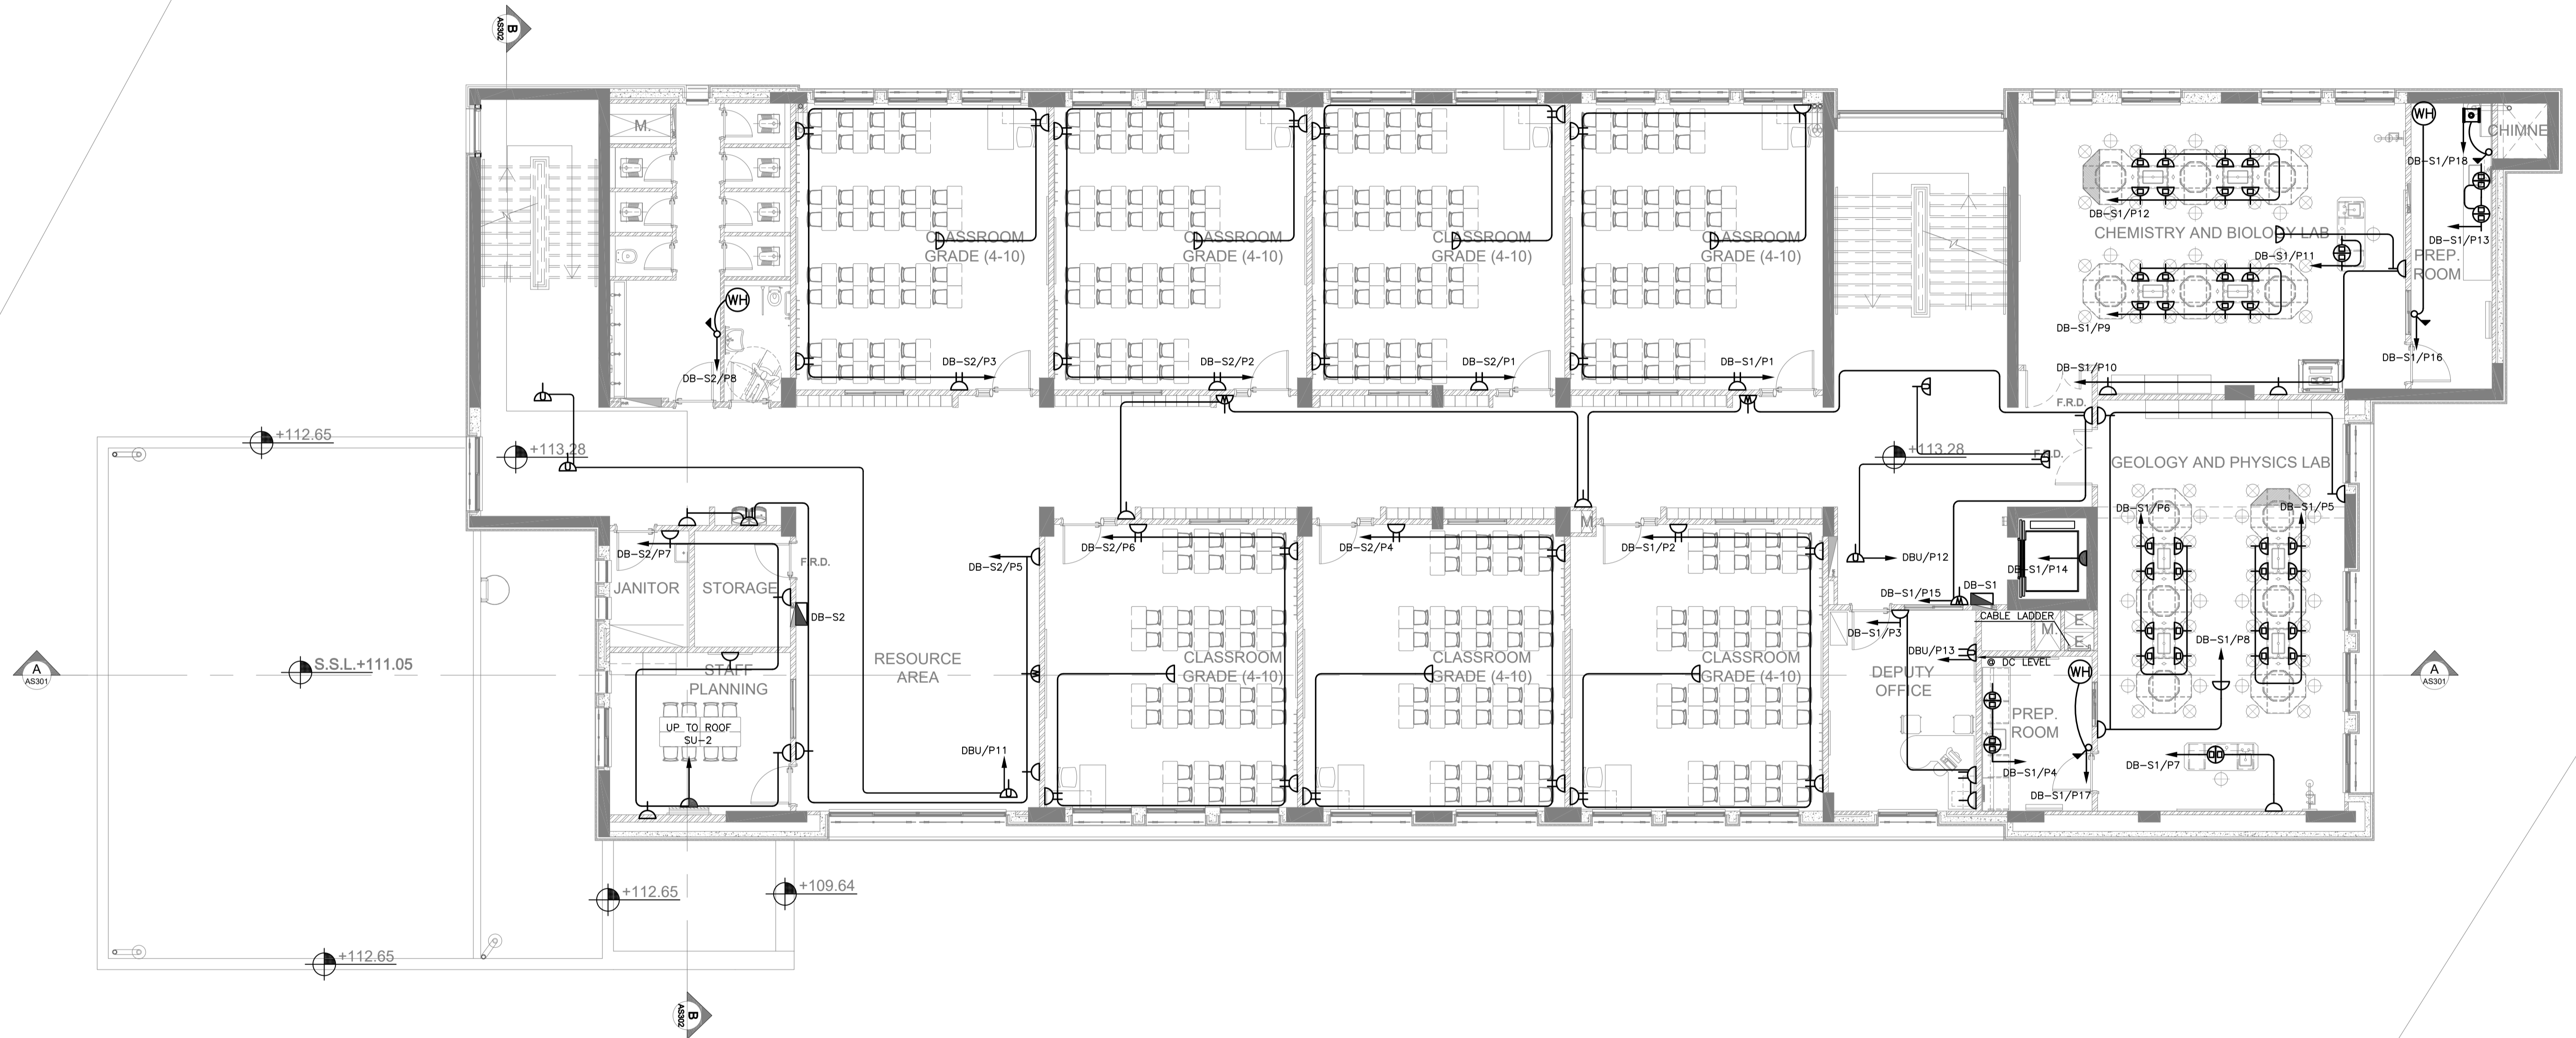 B
AS302
M.
WH
CHIMNE
DB-S1/P18
DB-S1/P12
CHEMISTRY AND BIOLOGY LAB
DB-S1/P13
DB-S1/P11
PREP.
ROOM
CLASSROOM
GRADE (4-10)
CLASSROOM
GRADE (4-10)
CLASSROOM
GRADE (4-10)
CLASSROOM
GRADE (4-10)
WH
DB-S1/P9
DB-S2/P8
DB-S2/P3
DB-S2/P2
DB-S2/P1
DB-S1/P1
DB-S1/P10
DB-S1/P16
F.R.D.
+112.65
+113.28
+113.28
F.R.D.
GEOLOGY AND PHYSICS LAB
DB-S1/P6
DB-S1/P5
M
DB-S2/P7
F.R.D.
DB-S2/P5
DB-S2/P6
DB-S2/P4
DB-S1/P2
DBU/P12
DB-S1/P14
JANITOR
STORAGE
DB-S2
DB-S1
DB-S1/P15
CABLE LADDER
M.
E.
E.
DB-S1/P3
DB-S1/P8
DBU/P13
@ DC LEVEL
A
AS301
S.S.L.+111.05
STAFF
PLANNING
RESOURCE
AREA
CLASSROOM
GRADE (4-10)
CLASSROOM
GRADE (4-10)
CLASSROOM
GRADE (4-10)
DEPUTY
OFFICE
WH
A
AS301
UP TO ROOF
SU-2
PREP.
ROOM
DBU/P11
DB-S1/P4
DB-S1/P7
DB-S1/P17
+112.65
+109.64
+112.65
B
AS302